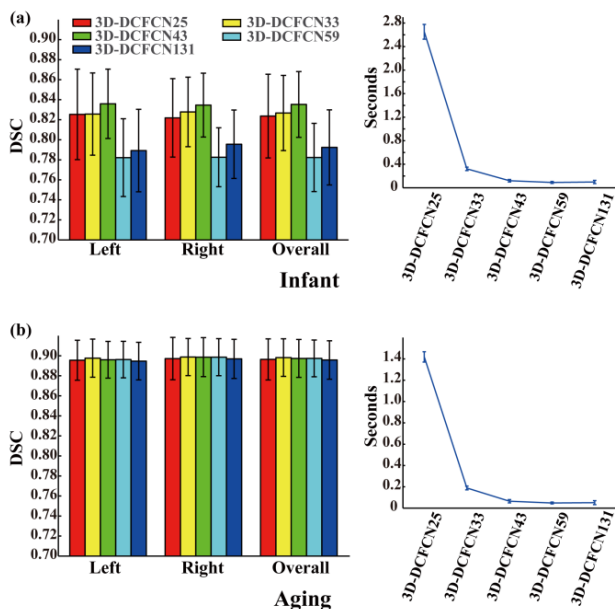 (a)
3D-DCFCN25
3D-DCFCN33
3D-DCFCN43
3D-DCFCN59
3D-DCFCN131
DSC
0.88
0.86
0.84
0.82
0.80
0.78
0.76
0.74
0.72
0.70
Left
Right
Overall
Seconds
2.8
2.4
2.0
1.6
1.2
0.8
0.4
0
3D-DCFCN25
3D-DCFCN33
3D-DCFCN43
3D-DCFCN59
3D-DCFCN131
Infant
(b)
DSC
0.90
0.88
0.86
0.84
0.82
0.80
0.78
0.76
0.74
0.72
0.70
Left
Right
Overall
Seconds
1.4
1.2
1.0
0.8
0.6
0.4
0.2
0
3D-DCFCN25
3D-DCFCN33
3D-DCFCN43
3D-DCFCN59
3D-DCFCN131
Aging